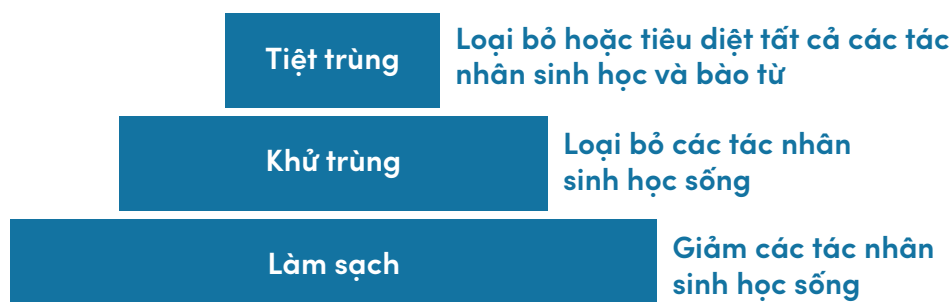 Tiệt trùng
Loại bỏ hoặc tiêu diệt tất cả các tác
nhân sinh học và bào từ
Khử trùng
Loại bỏ các tác nhân
sinh học sống
Làm sạch
Giảm các tác nhân
sinh học sống